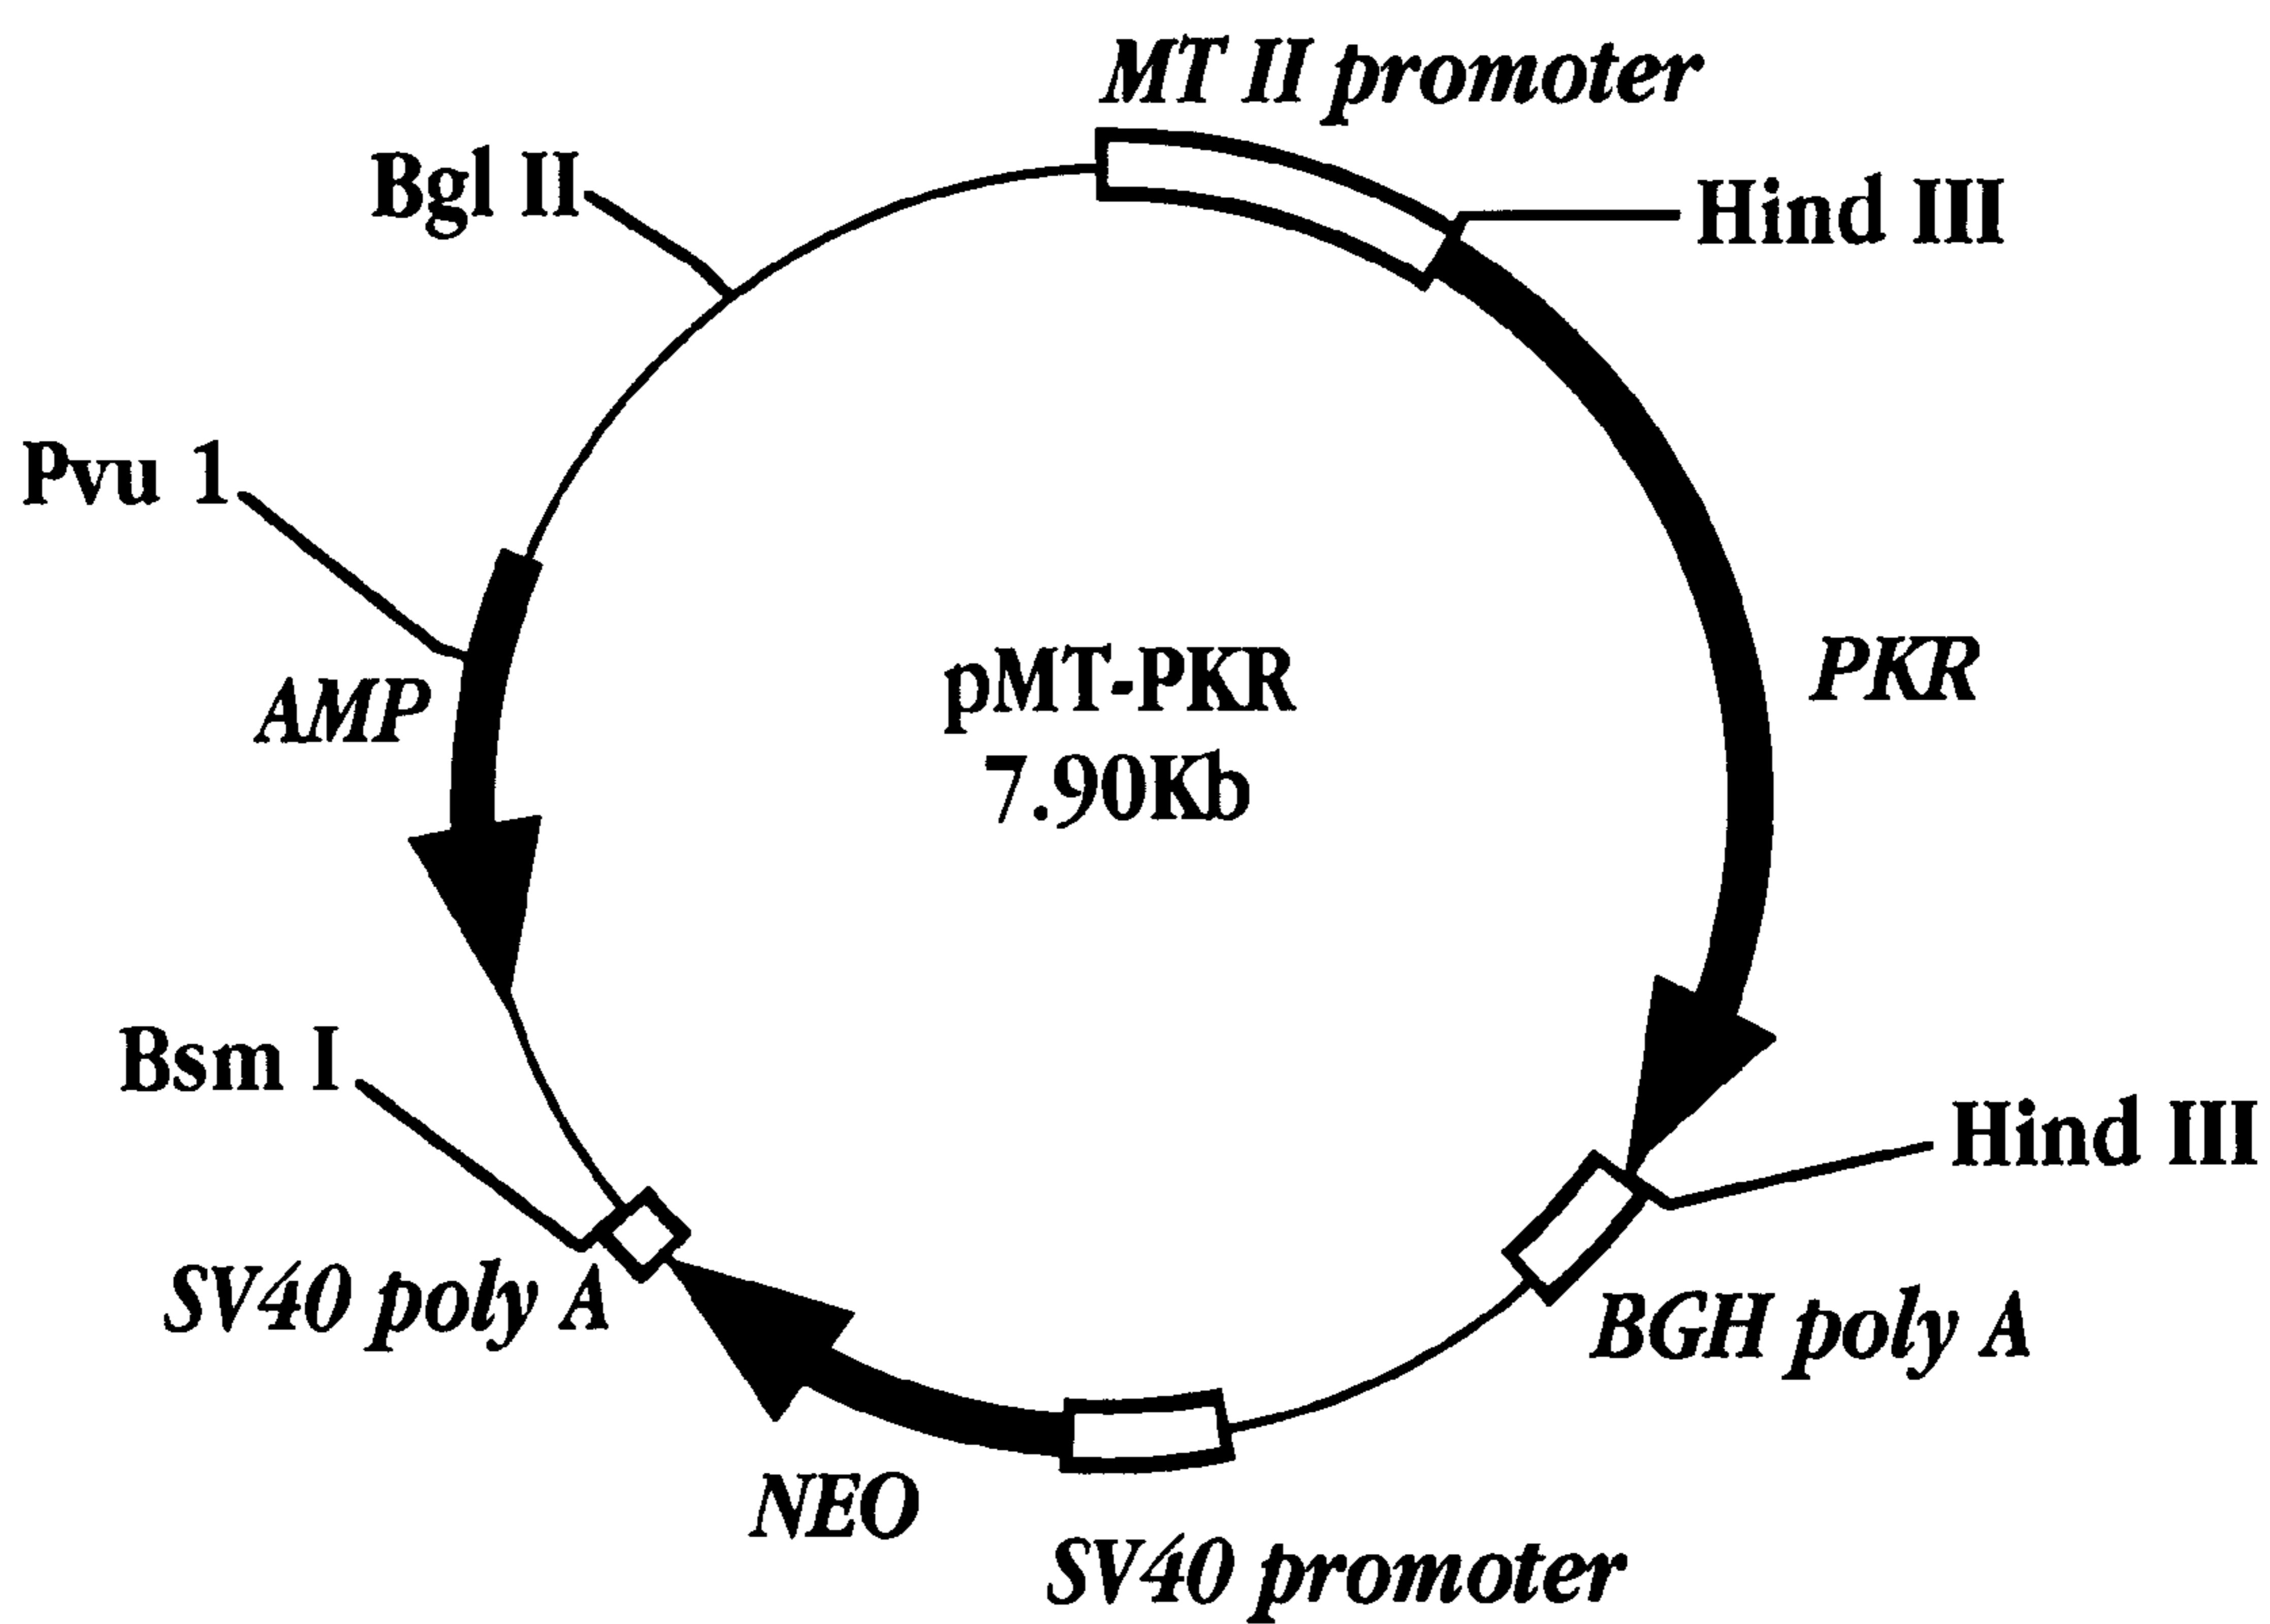 MT II promoter
Bgl II
Hind III
Pvu 1
AMP
pMT-PKR
7.90Kb
PKR
Bsm I
Hind III
SV40 poly A
BGH poly A
NEO
SV40 promoter